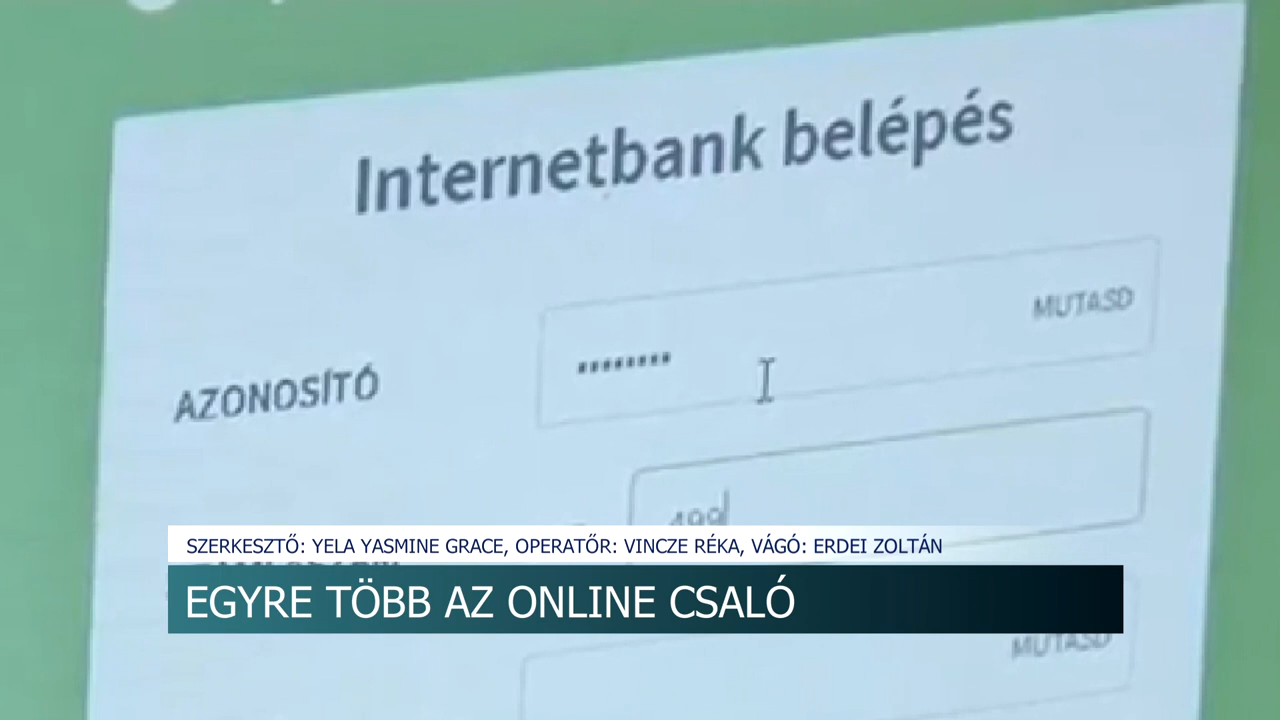 Internetbank belépés
MUTASD
AZONOSÍTÓ
499
SZERKESZTŐ: YELA YASMINE GRACE, OPERATŐR: VINCZE RÉKA, VÁGÓ: ERDEI ZOLTÁN
EGYRE TÖBB AZ ONLINE CSALÓ
MUTASD